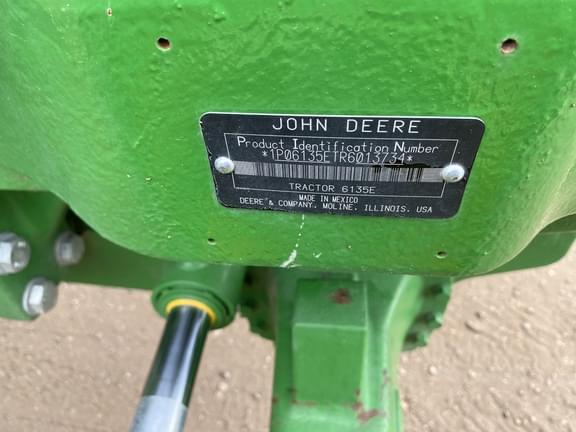 JOHN DEERE
Product Identification Number
*1P06135ETR6013734*
TRACTOR 6135E
MADE IN MEXICO
DEERE & COMPANY, MOLINE, ILLINOIS, USA